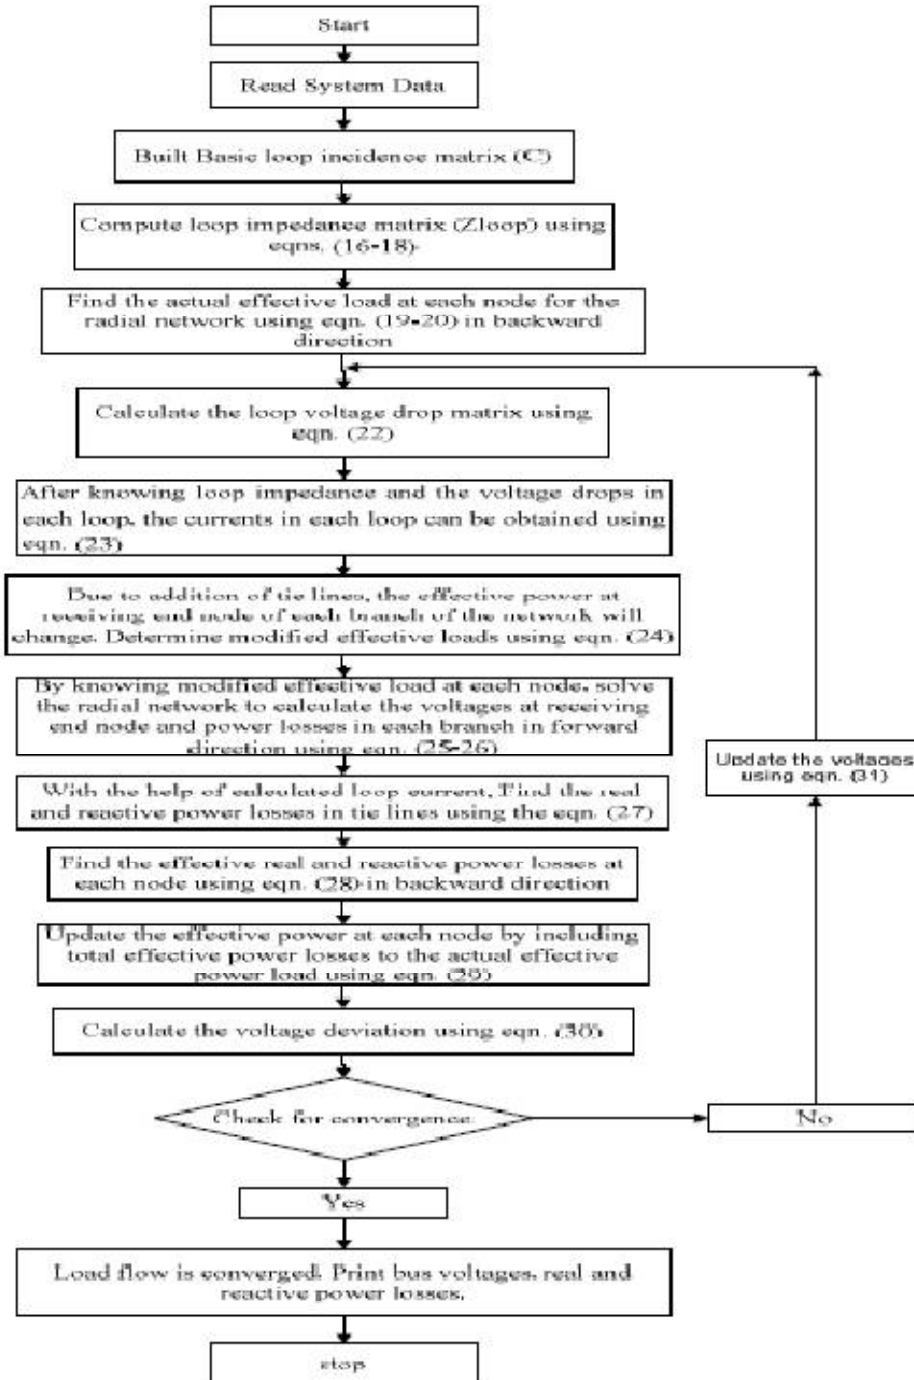 Start
Read System Data
Built Basic loop incidence matrix (C)
Compute loop impedance matrix (Zloop) using
eqns. (16-18)
Find the actual effective load at each node for the
radial network using eqn. (19-20) in backward
direction
Calculate the loop voltage drop matrix using
eqn. (22)
After knowing loop impedance and the voltage drops in
each loop, the currents in each loop can be obtained using
eqn. (23)
Due to addition of tie lines, the effective power at
receiving end node of each branch of the network will
change. Determine modified effective loads using eqn. (24)
By knowing modified effective load at each node, solve
the radial network to calculate the voltages at receiving
end node and power losses in each branch in forward
direction using eqn. (25-26)
Update the voltages
using eqn. (31)
With the help of calculated loop current, Find the real
and reactive power losses in tie lines using the eqn. (27)
Find the effective real and reactive power losses at
each node using eqn. (28) in backward direction
Update the effective power at each node by including
total effective power losses to the actual effective
power load using eqn. (29)
Calculate the voltage deviation using eqn. (30)
Check for convergence
No
Yes
Load flow is converged. Print bus voltages, real and
reactive power losses.
stop